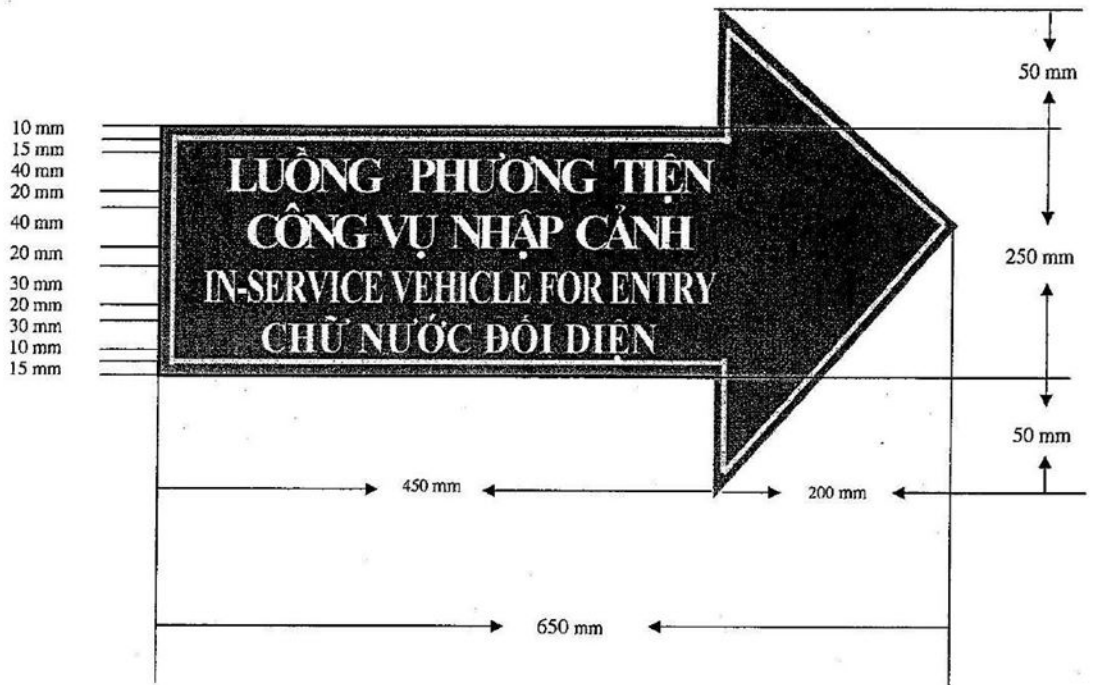 50 mm
10 mm
15 mm
40 mm
20 mm
40 mm
20 mm
30 mm
20 mm
30 mm
10 mm
15 mm
LUỒNG PHƯƠNG TIỆN
CÔNG VỤ NHẬP CẢNH
IN-SERVICE VEHICLE FOR ENTRY
CHỮ NƯỚC ĐỐI DIỆN
250 mm
50 mm
450 mm
200 mm
650 mm